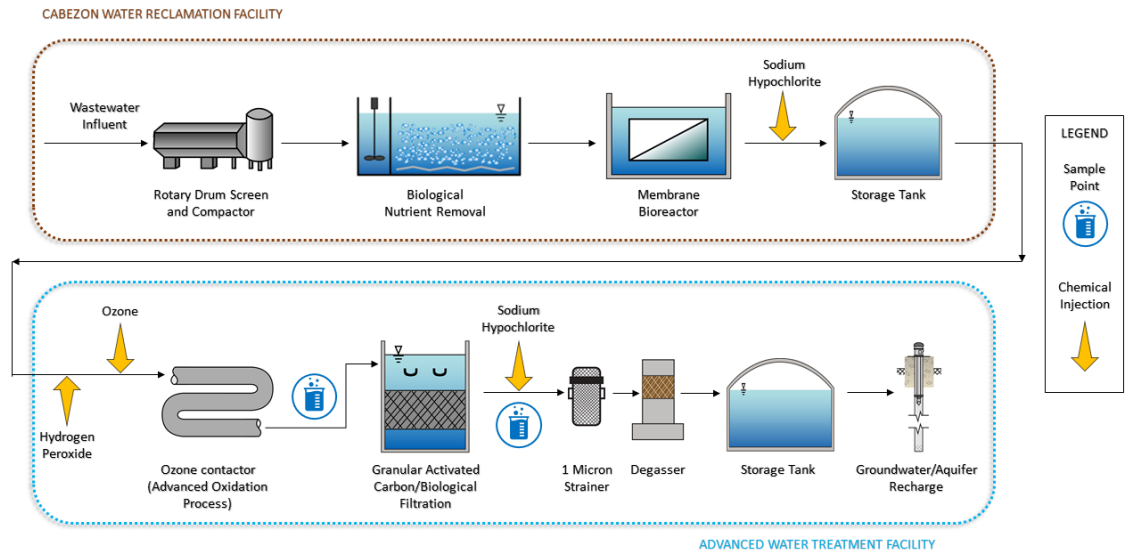 CABEZON WATER RECLAMATION FACILITY
Wastewater
Influent
Rotary Drum Screen
and Compactor
Biological
Nutrient Removal
Membrane
Bioreactor
Sodium
Hypochlorite
Storage Tank
LEGEND
Sample
Point
Chemical
Injection
Ozone
Hydrogen
Peroxide
Ozone contactor
(Advanced Oxidation
Process)
Granular Activated
Carbon/Biological
Filtration
Sodium
Hypochlorite
1 Micron
Strainer
Degasser
Storage Tank
Groundwater/Aquifer
Recharge
ADVANCED WATER TREATMENT FACILITY